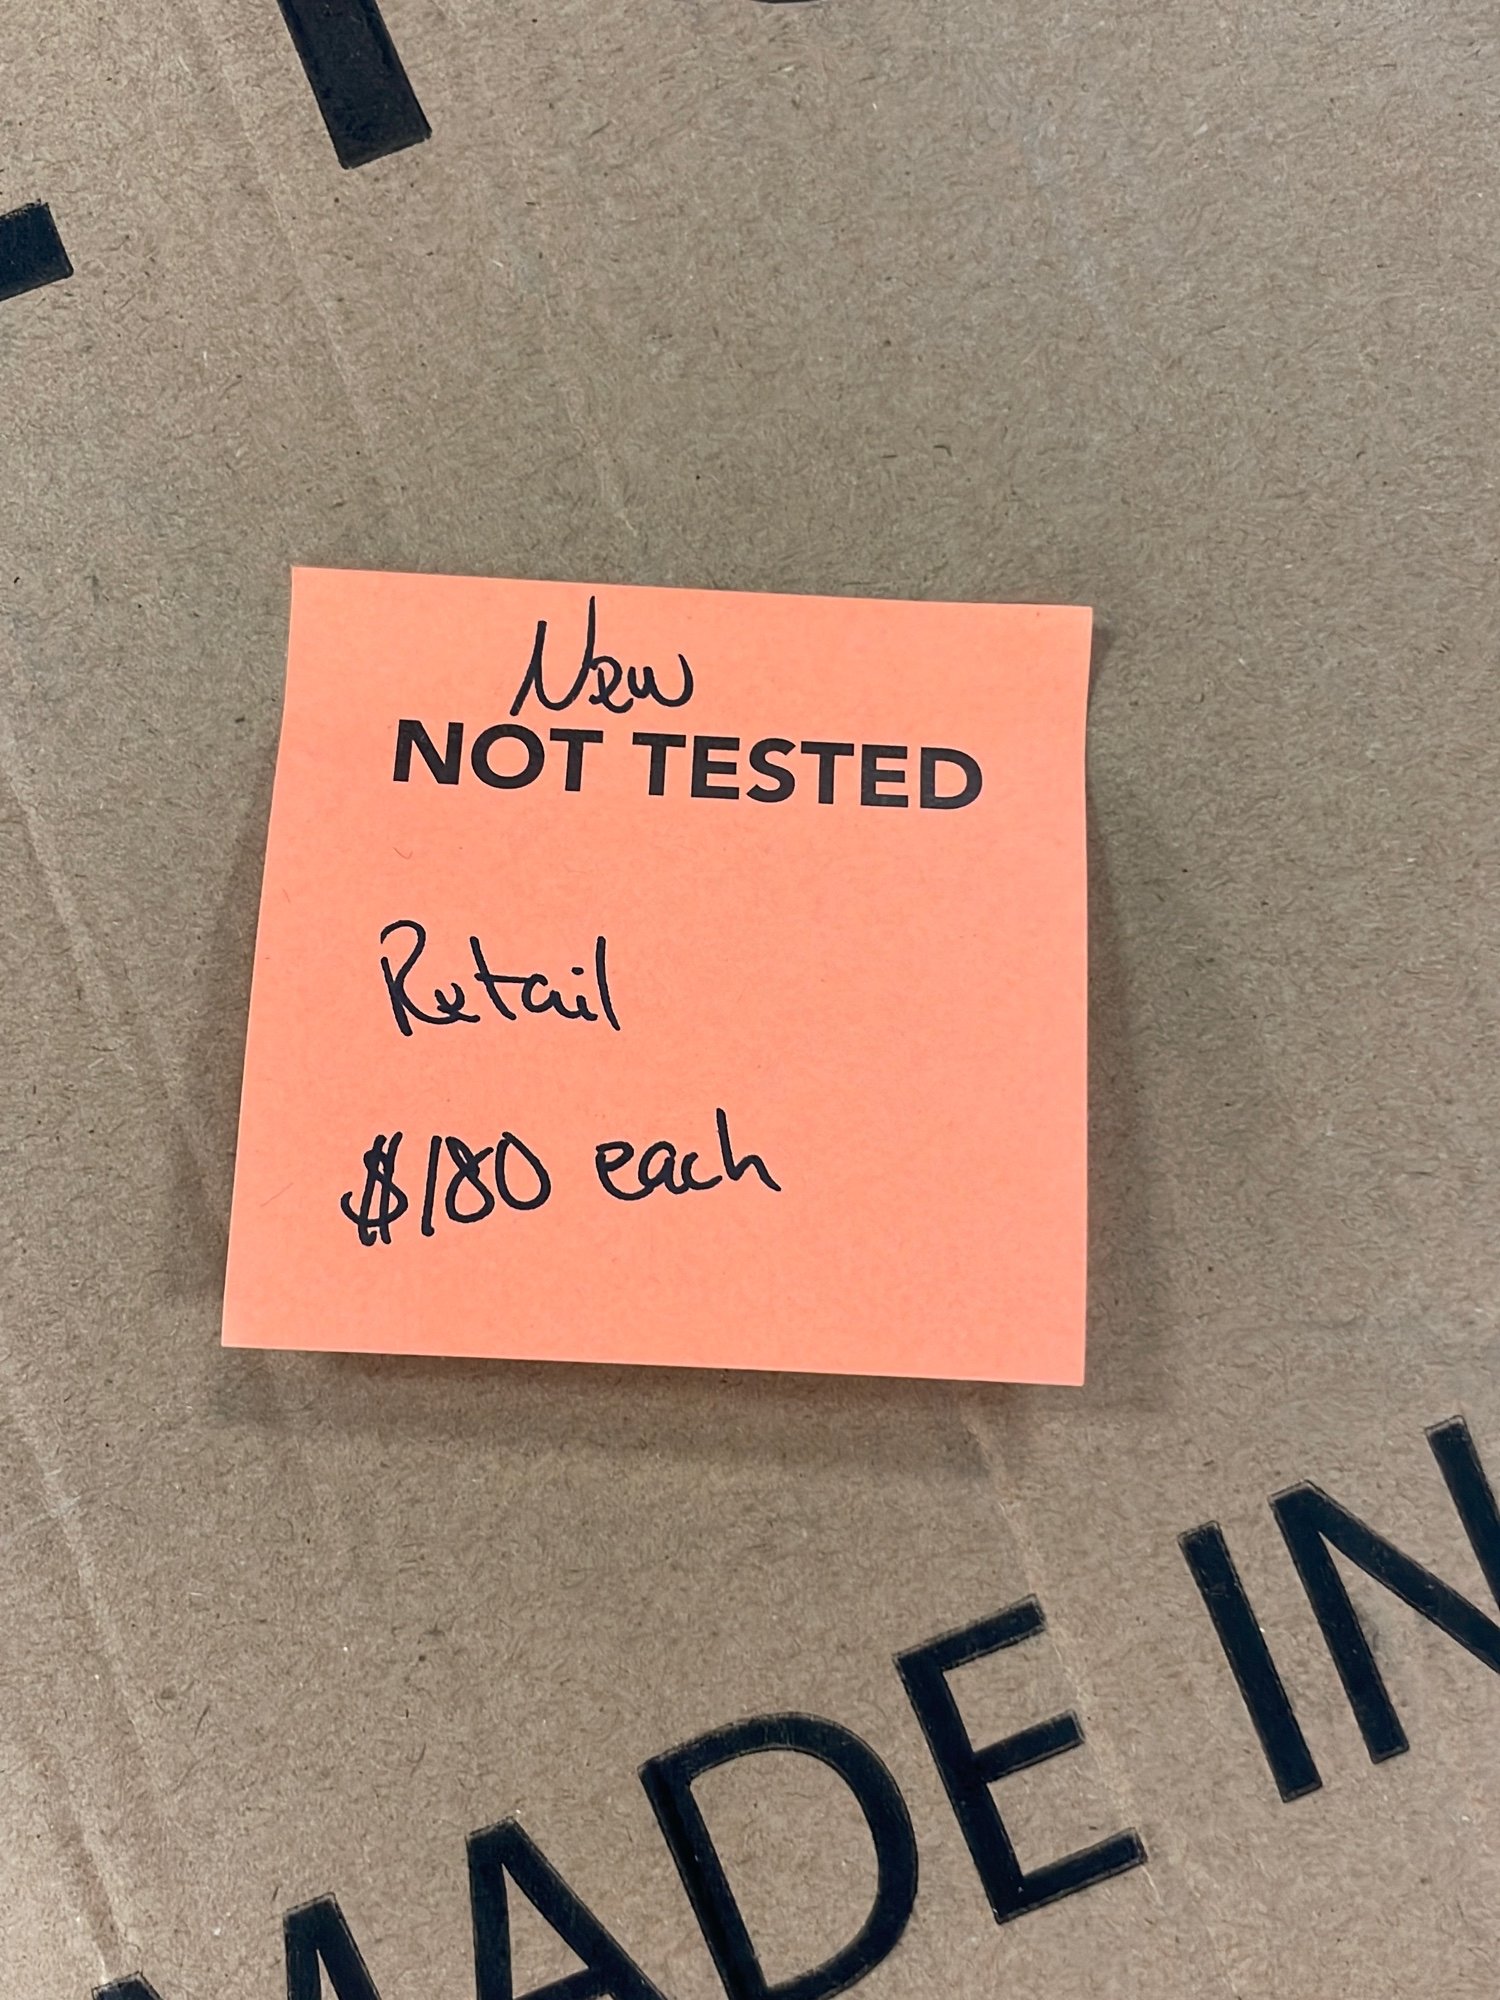 New
NOT TESTED
Retail
$180 each
MADE IN